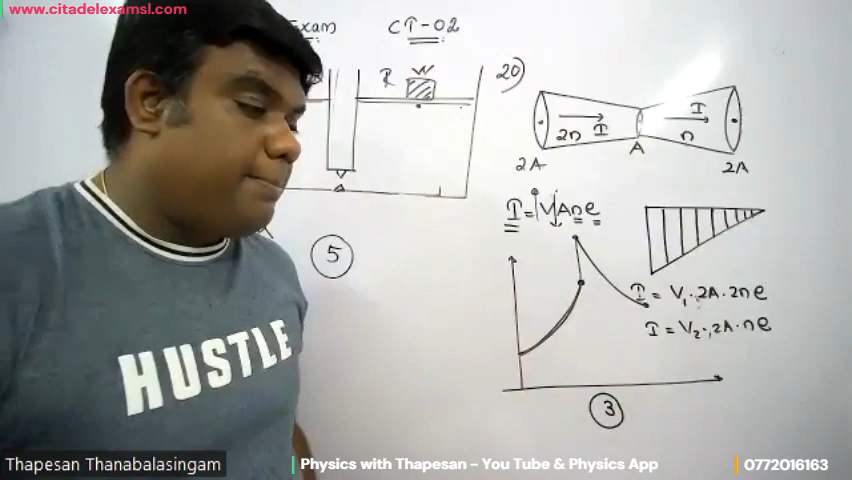 www.citadelexamsl.com
Exam CT-02
R W
20)
2n I
I
n
2A
A
2A
I = VAne
5
I = V₁·2A·2ne
I = V₂·2A·ne
3
HUSTLE
Thapesan Thanabalasingam
Physics with Thapesan - You Tube & Physics App
0772016163